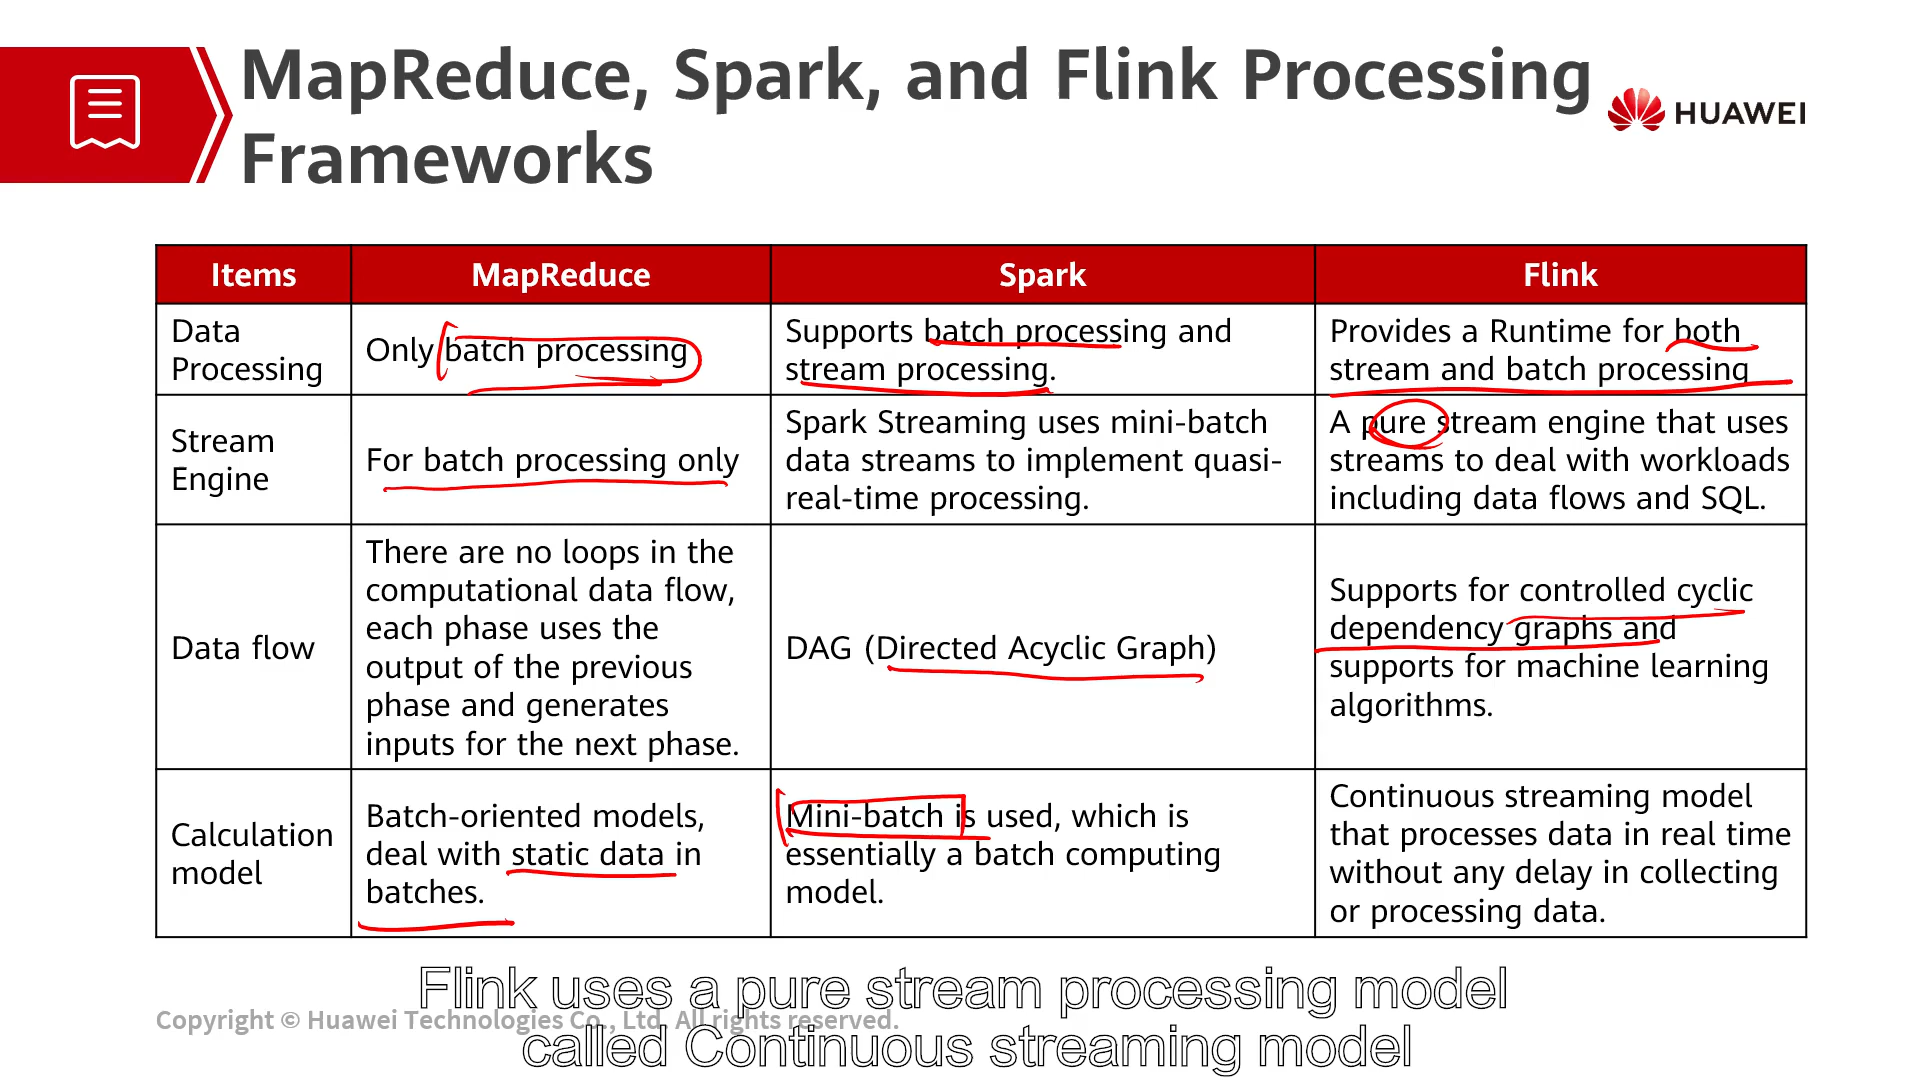 MapReduce, Spark, and Flink Processing
Frameworks
HUAWEI
Items
MapReduce
Spark
Flink
Data
Processing
Only batch processing
Supports batch processing and
stream processing.
Provides a Runtime for both
stream and batch processing
Stream
Engine
For batch processing only
Spark Streaming uses mini-batch
data streams to implement quasi-
real-time processing.
A pure stream engine that uses
streams to deal with workloads
including data flows and SQL.
Data flow
There are no loops in the
computational data flow,
each phase uses the
output of the previous
phase and generates
inputs for the next phase.
DAG (Directed Acyclic Graph)
Supports for controlled cyclic
dependency graphs and
supports for machine learning
algorithms.
Calculation
model
Batch-oriented models,
deal with static data in
batches.
Mini-batch is used, which is
essentially a batch computing
model.
Continuous streaming model
that processes data in real time
without any delay in collecting
or processing data.
Flink uses a pure stream processing model
Copyright © Huawei Technologies Co., Ltd. All rights reserved.
called Continuous streaming model